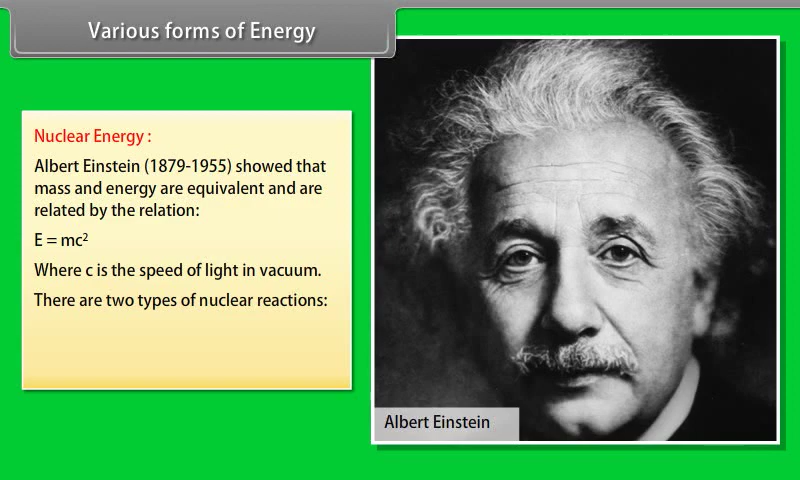 Various forms of Energy
Nuclear Energy :
Albert Einstein (1879-1955) showed that
mass and energy are equivalent and are
related by the relation:
E = mc²
Where c is the speed of light in vacuum.
There are two types of nuclear reactions:
Albert Einstein